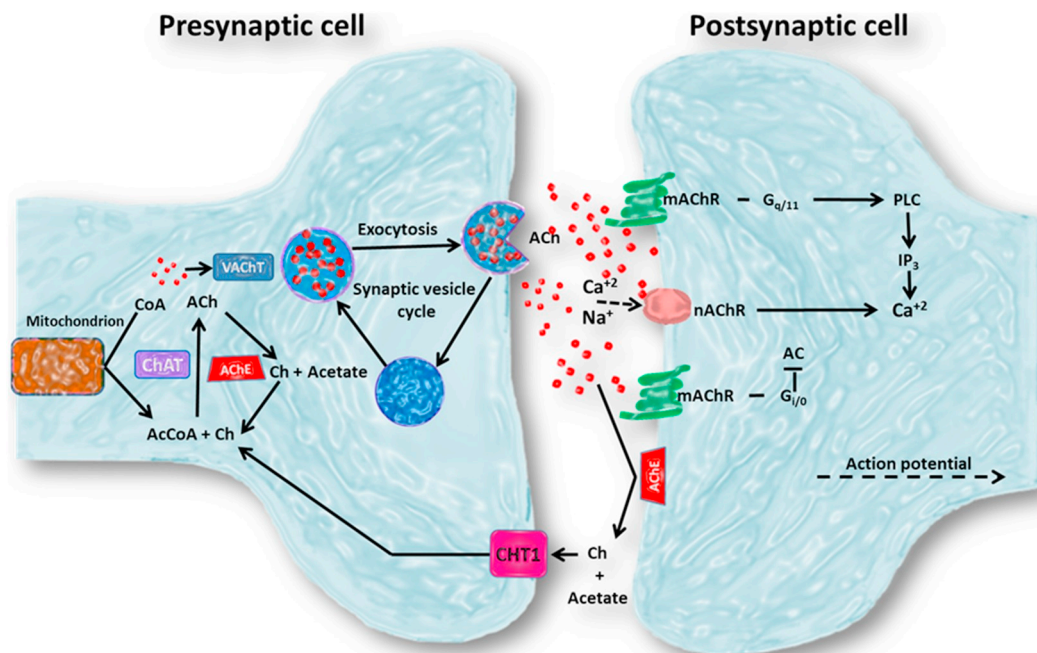 Presynaptic cell
Postsynaptic cell
mAChR – Gq/11
PLC
Exocytosis
ACh
VAChT
IP3
Synaptic vesicle
cycle
Ca+2
Na+
CoA
ACh
Mitochondrion
nAChR
Ca+2
ChAT
AChE
Ch + Acetate
AC
mAChR – Gi/0
AcCoA + Ch
AChE
Action potential
CHT1
Ch
+
Acetate